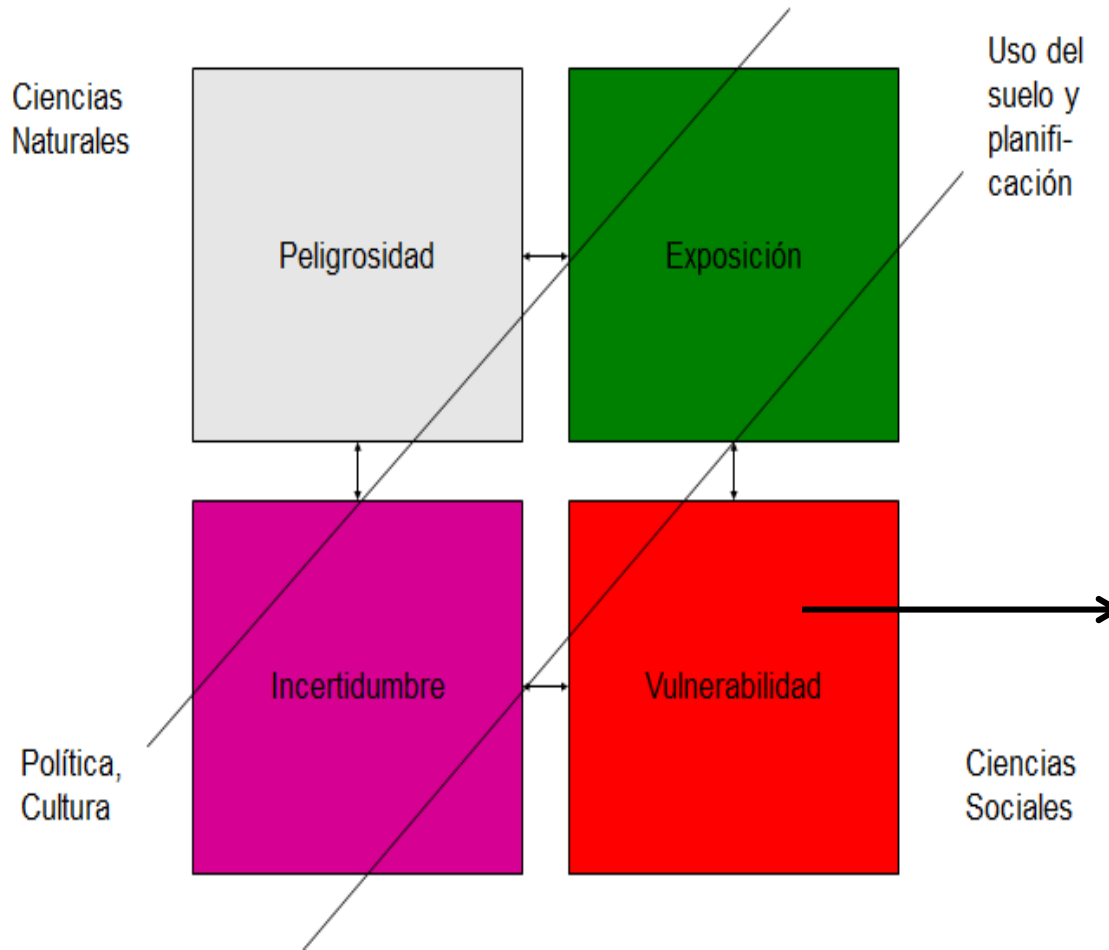 Ciencias
Naturales
Uso del
suelo y
planifi-
cación
Peligrosidad
Exposición
Incertidumbre
Vulnerabilidad
Política,
Cultura
Ciencias
Sociales